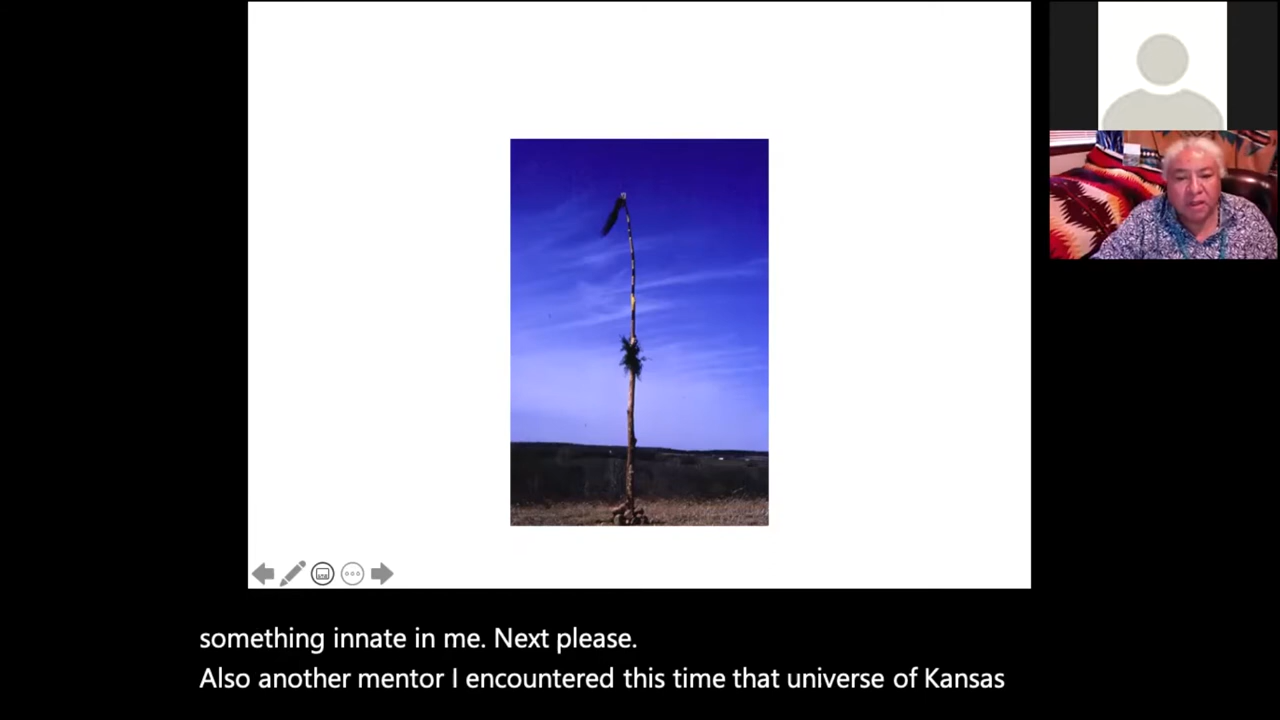 something innate in me. Next please.
Also another mentor I encountered this time that universe of Kansas